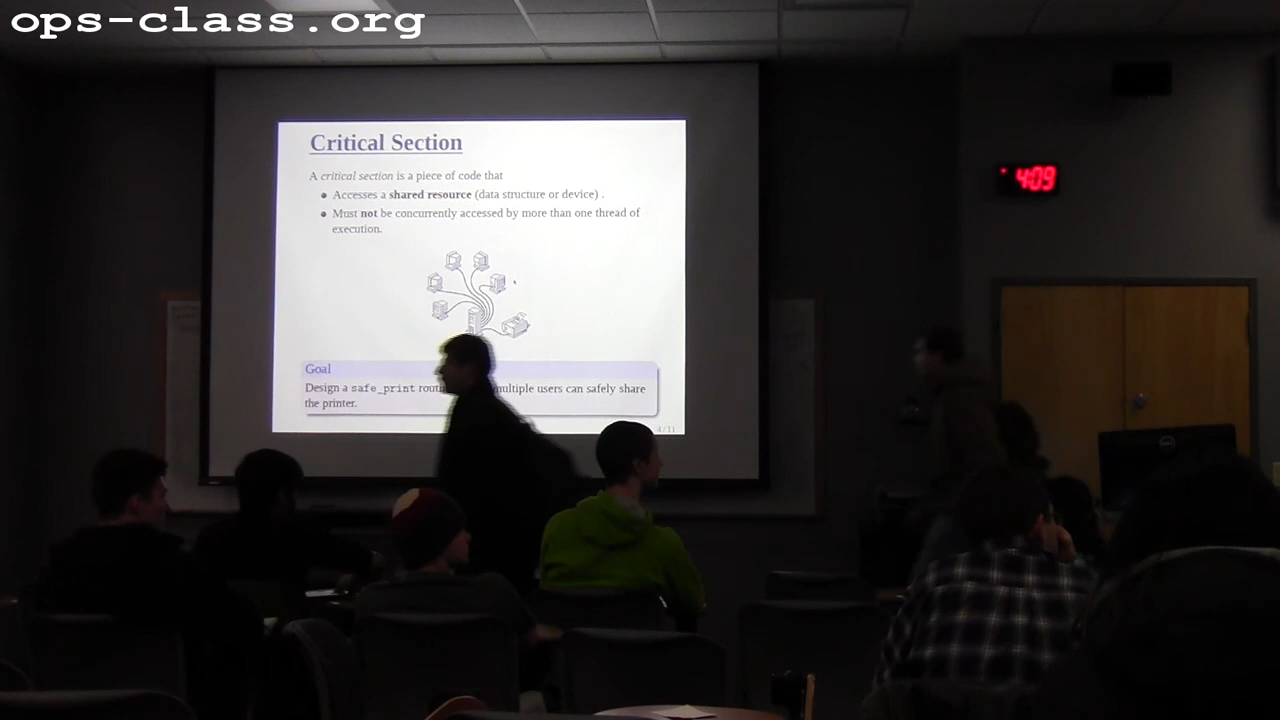 ops-class.org
Critical Section
A critical section is a piece of code that
Accesses a shared resource (data structure or device) .
Must not be concurrently accessed by more than one thread of
execution.
Goal
Design a safe_print multiple users can safely share
the printer.
4/11
4:09
DELL